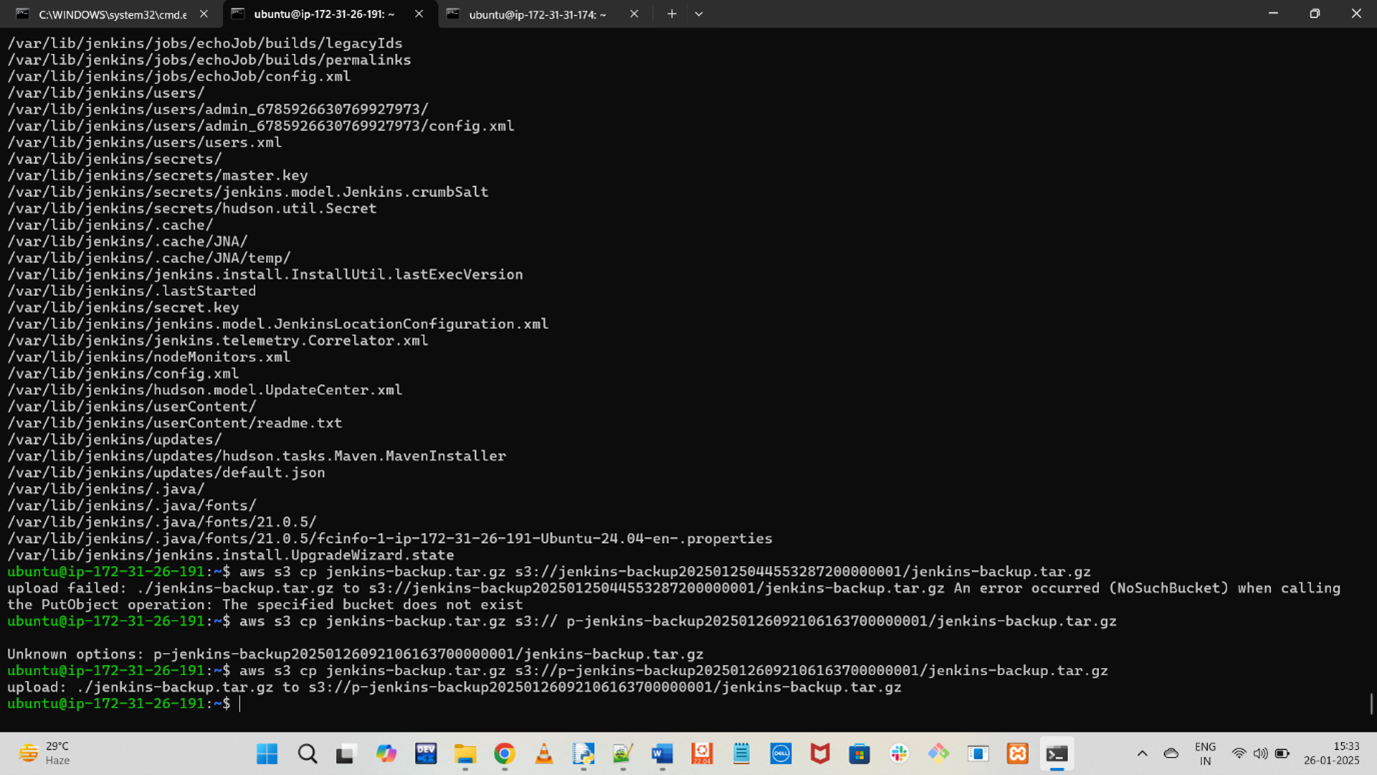 C:\WINDOWS\system32\cmd.e
ubuntu@ip-172-31-26-191: ~
ubuntu@ip-172-31-31-174: ~
/var/lib/jenkins/jobs/echoJob/builds/legacyIds
/var/lib/jenkins/jobs/echoJob/builds/permalinks
/var/lib/jenkins/jobs/echoJob/config.xml
/var/lib/jenkins/users/
/var/lib/jenkins/users/admin_6785926630769927973/
/var/lib/jenkins/users/admin_6785926630769927973/config.xml
/var/lib/jenkins/users/users.xml
/var/lib/jenkins/secrets/
/var/lib/jenkins/secrets/master.key
/var/lib/jenkins/secrets/jenkins.model.Jenkins.crumbSalt
/var/lib/jenkins/secrets/hudson.util.Secret
/var/lib/jenkins/.cache/
/var/lib/jenkins/.cache/JNA/
/var/lib/jenkins/.cache/JNA/temp/
/var/lib/jenkins/jenkins.install.InstallUtil.lastExecVersion
/var/lib/jenkins/.lastStarted
/var/lib/jenkins/secret.key
/var/lib/jenkins/jenkins.model.JenkinsLocationConfiguration.xml
/var/lib/jenkins/jenkins.telemetry.Correlator.xml
/var/lib/jenkins/nodeMonitors.xml
/var/lib/jenkins/config.xml
/var/lib/jenkins/hudson.model.UpdateCenter.xml
/var/lib/jenkins/userContent/
/var/lib/jenkins/userContent/readme.txt
/var/lib/jenkins/updates/
/var/lib/jenkins/updates/hudson.tasks.Maven.MavenInstaller
/var/lib/jenkins/updates/default.json
/var/lib/jenkins/.java/
/var/lib/jenkins/.java/fonts/
/var/lib/jenkins/.java/fonts/21.0.5/
/var/lib/jenkins/.java/fonts/21.0.5/fcinfo-1-ip-172-31-26-191-Ubuntu-24.04-en-.properties
/var/lib/jenkins/jenkins.install.UpgradeWizard.state
ubuntu@ip-172-31-26-191:~$ aws s3 cp jenkins-backup.tar.gz s3://jenkins-backup20250125044553287200000001/jenkins-backup.tar.gz
upload failed: ./jenkins-backup.tar.gz to s3://jenkins-backup20250125044553287200000001/jenkins-backup.tar.gz An error occurred (NoSuchBucket) when calling
the PutObject operation: The specified bucket does not exist
ubuntu@ip-172-31-26-191:~$ aws s3 cp jenkins-backup.tar.gz s3:// p-jenkins-backup20250126092106163700000001/jenkins-backup.tar.gz
Unknown options: p-jenkins-backup20250126092106163700000001/jenkins-backup.tar.gz
ubuntu@ip-172-31-26-191:~$ aws s3 cp jenkins-backup.tar.gz s3://p-jenkins-backup20250126092106163700000001/jenkins-backup.tar.gz
upload: ./jenkins-backup.tar.gz to s3://p-jenkins-backup20250126092106163700000001/jenkins-backup.tar.gz
ubuntu@ip-172-31-26-191:~$
29°C
Haze
DEV
22.04
DELL
ENG
IN
15:33
26-01-2025